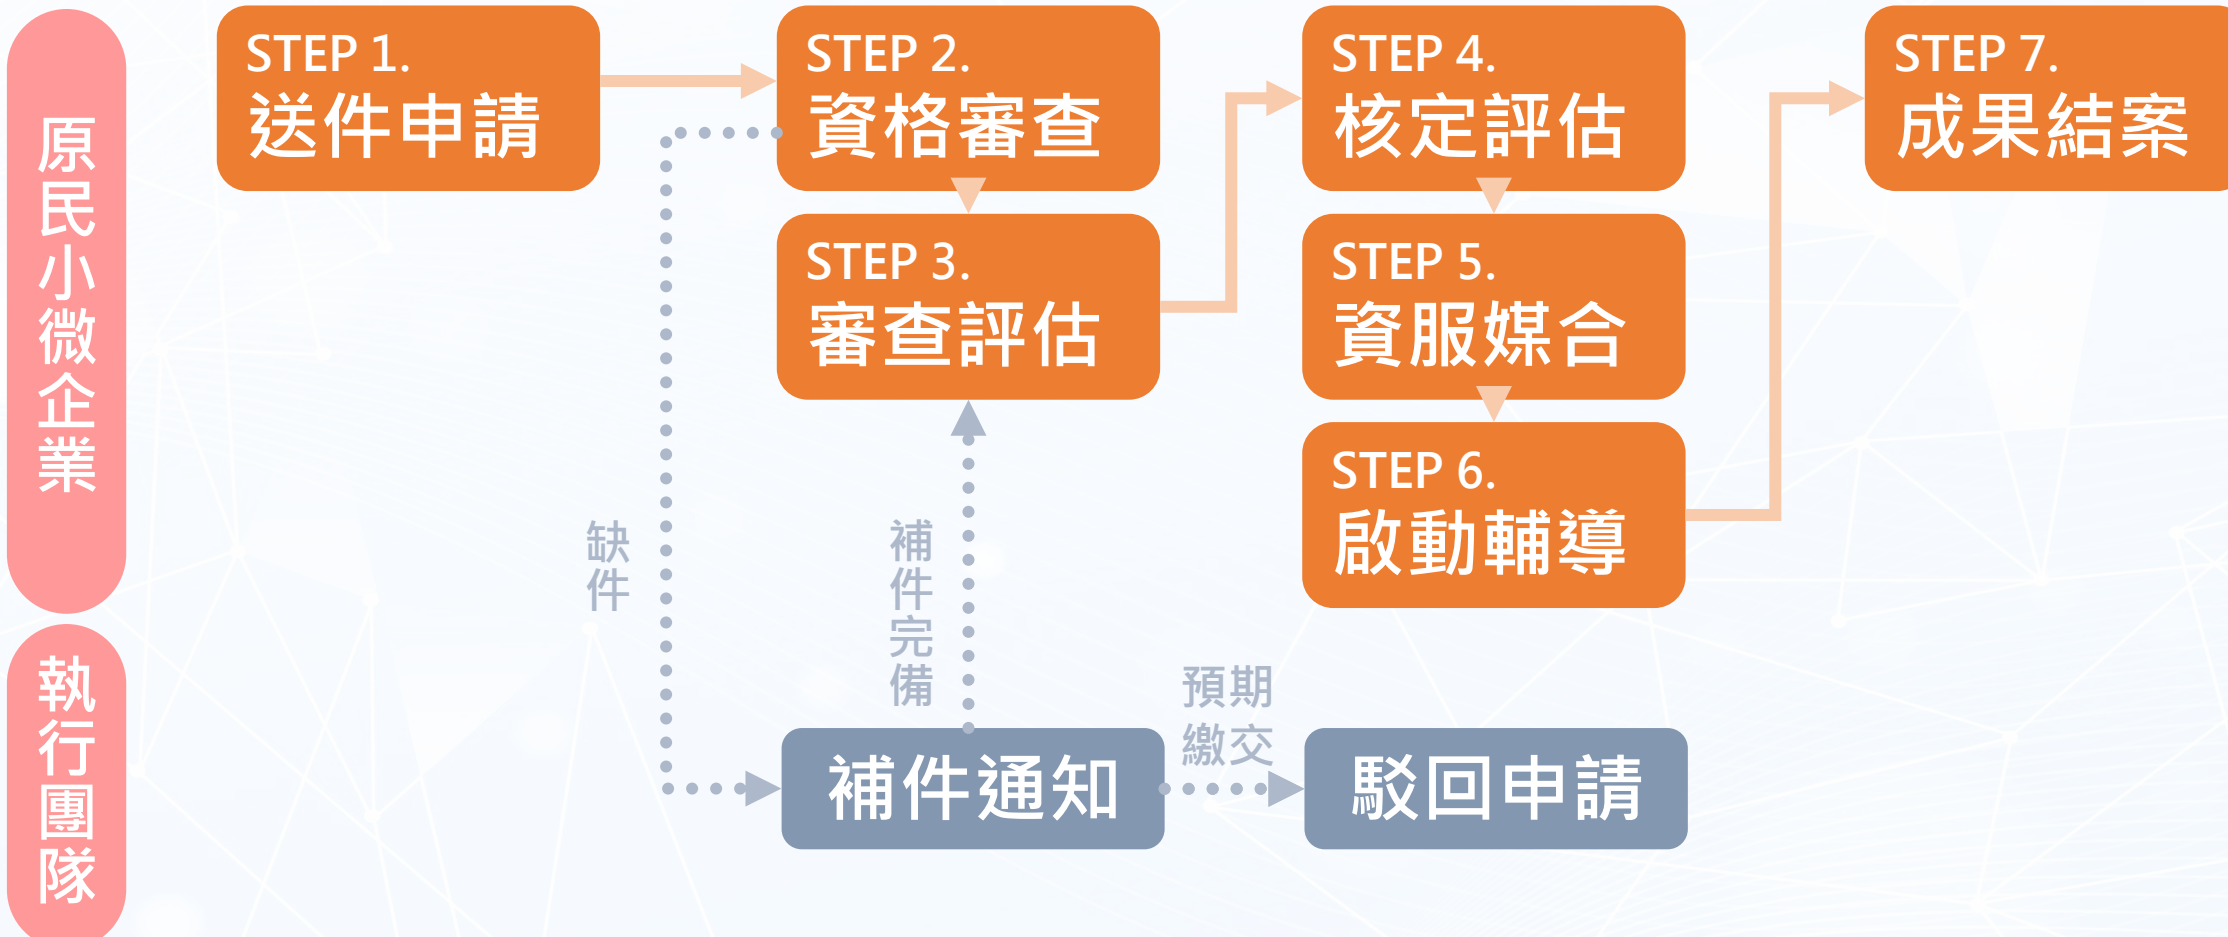 原民小微企業
STEP 1.
送件申請
STEP 2.
資格審查
STEP 3.
審查評估
STEP 4.
核定評估
STEP 5.
資服媒合
STEP 6.
啟動輔導
STEP 7.
成果結案
執行團隊
缺件
補件完備
補件通知
預期
繳交
駁回申請